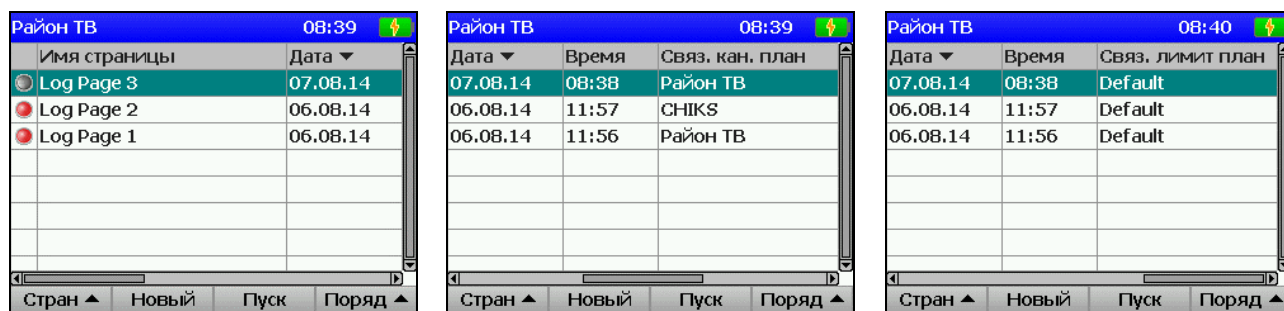 Район ТВ 08:39
Имя страницы Дата ▼
Log Page 3 07.08.14
Log Page 2 06.08.14
Log Page 1 06.08.14
Стран ▲ Новый Пуск Поряд ▲
Район ТВ 08:39
Дата ▼ Время Связ. кан. план
07.08.14 08:38 Район ТВ
06.08.14 11:57 CHIKS
06.08.14 11:56 Район ТВ
Стран ▲ Новый Пуск Поряд ▲
Район ТВ 08:40
Дата ▼ Время Связ. лимит план
07.08.14 08:38 Default
06.08.14 11:57 Default
06.08.14 11:56 Default
Стран ▲ Новый Пуск Поряд ▲